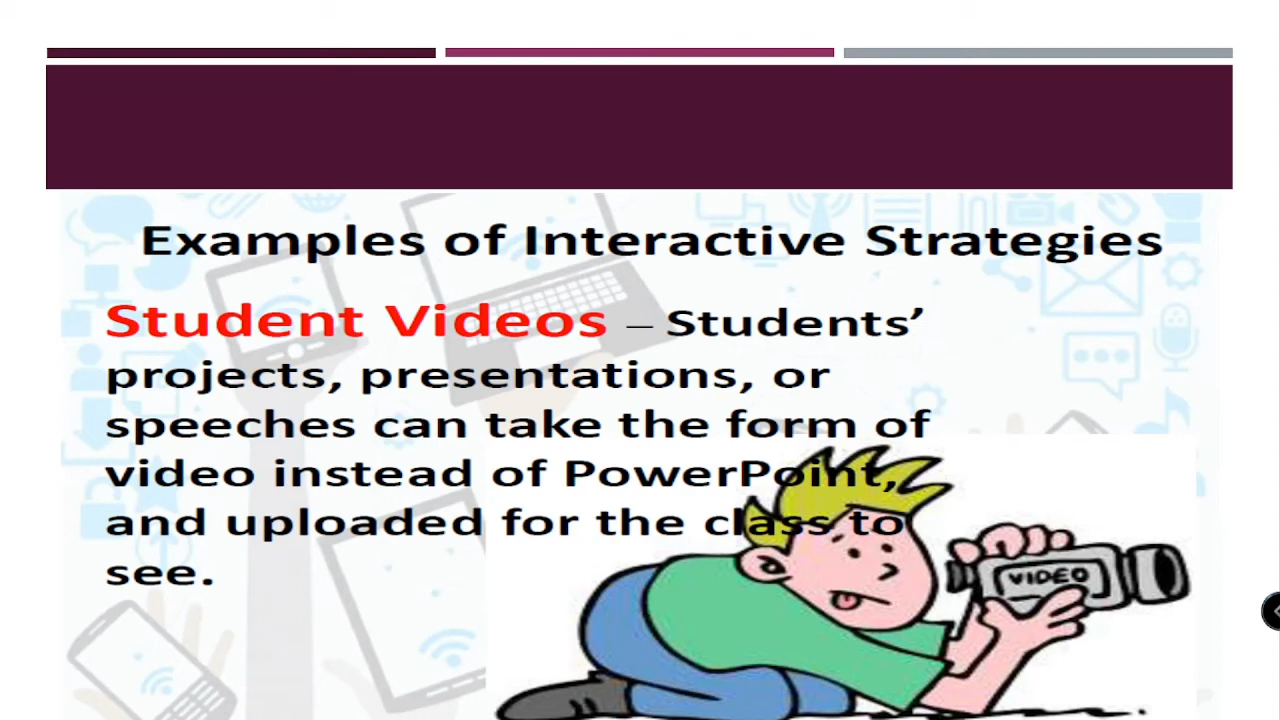 Examples of Interactive Strategies
Student Videos – Students’
projects, presentations, or
speeches can take the form of
video instead of PowerPoint,
and uploaded for the class to
see.
VIDEO